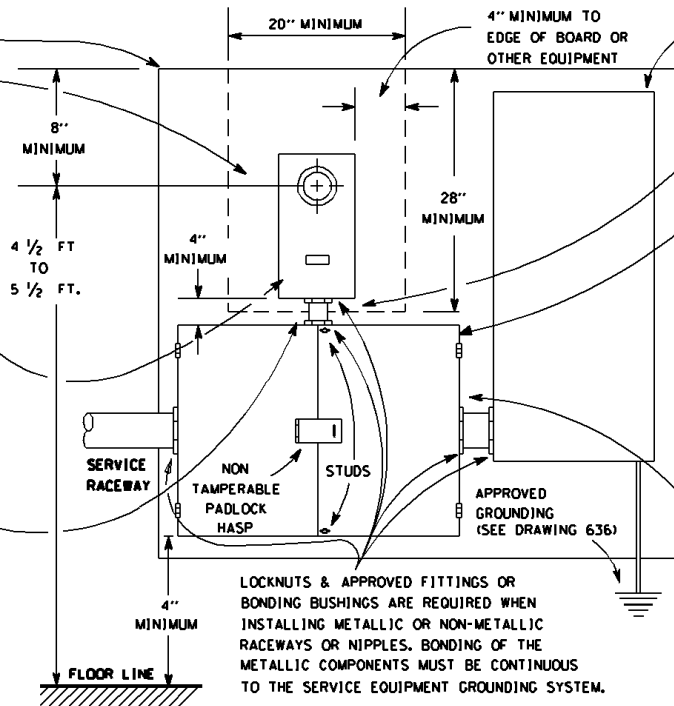 20" MINIMUM
4" MINIMUM TO
EDGE OF BOARD OR
OTHER EQUIPMENT
8"
MINIMUM
28"
MINIMUM
4"
MINIMUM
4 ½ FT
TO
5 ½ FT.
SERVICE
RACEWAY
NON
TAMPERABLE
PADLOCK
HASP
STUDS
APPROVED
GROUNDING
(SEE DRAWING 636)
4"
MINIMUM
LOCKNUTS & APPROVED FITTINGS OR
BONDING BUSHINGS ARE REQUIRED WHEN
INSTALLING METALLIC OR NON-METALLIC
RACEWAYS OR NIPPLES. BONDING OF THE
METALLIC COMPONENTS MUST BE CONTINUOUS
TO THE SERVICE EQUIPMENT GROUNDING SYSTEM.
FLOOR LINE